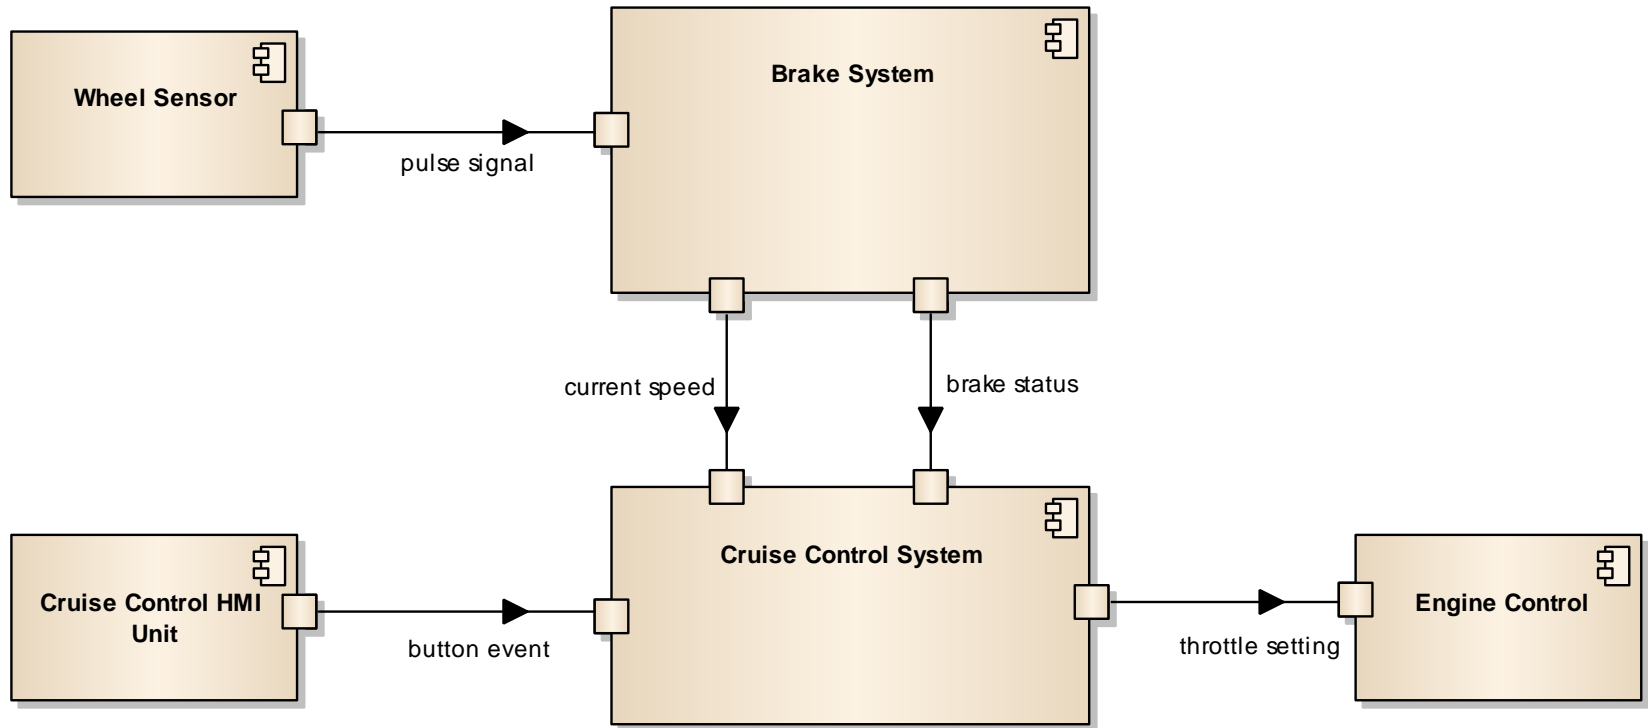 Wheel Sensor
Brake System
pulse signal
current speed
brake status
Cruise Control HMI
Unit
button event
Cruise Control System
throttle setting
Engine Control